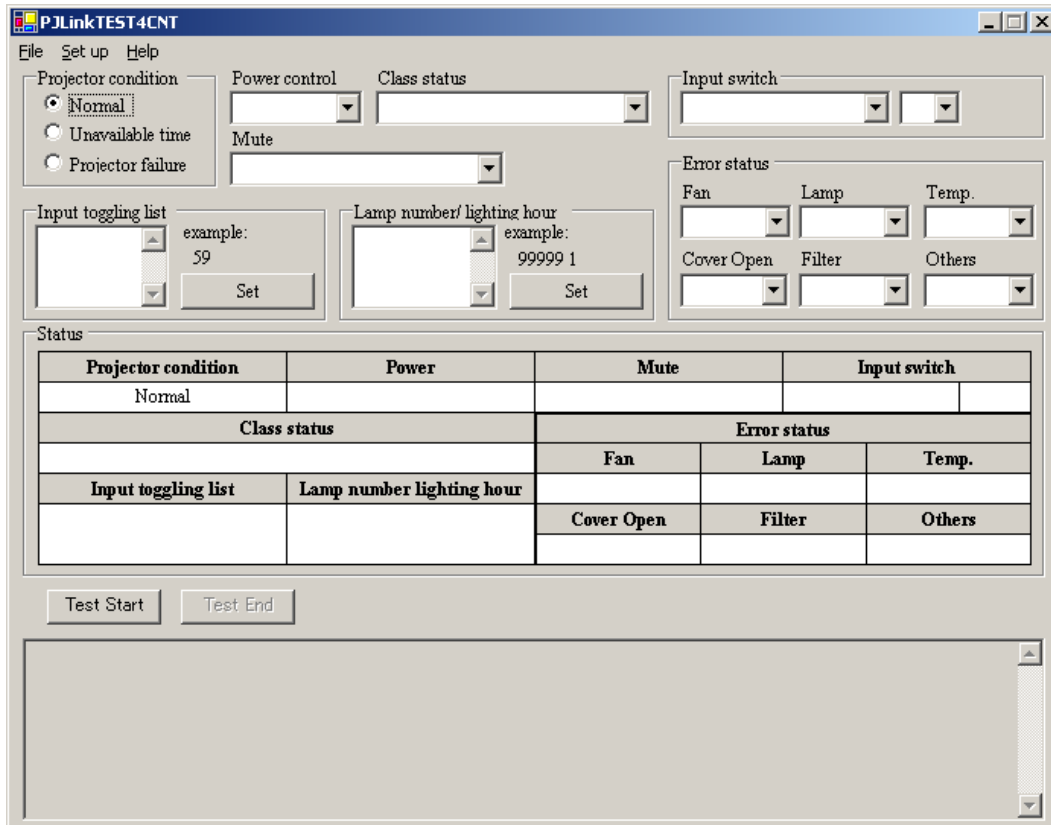 PJLinkTEST4CNT
File Set up Help
Projector condition
Normal
Unavailable time
Projector failure
Power control
Class status
Mute
Input switch
Error status
Fan Lamp Temp.
Cover Open Filter Others
Input toggling list
example:
59
Set
Lamp number/ lighting hour
example:
99999 1
Set
Status
Projector condition Power Mute Input switch
Normal
Class status Error status
Fan Lamp Temp.
Input toggling list Lamp number lighting hour
Cover Open Filter Others
Test Start Test End